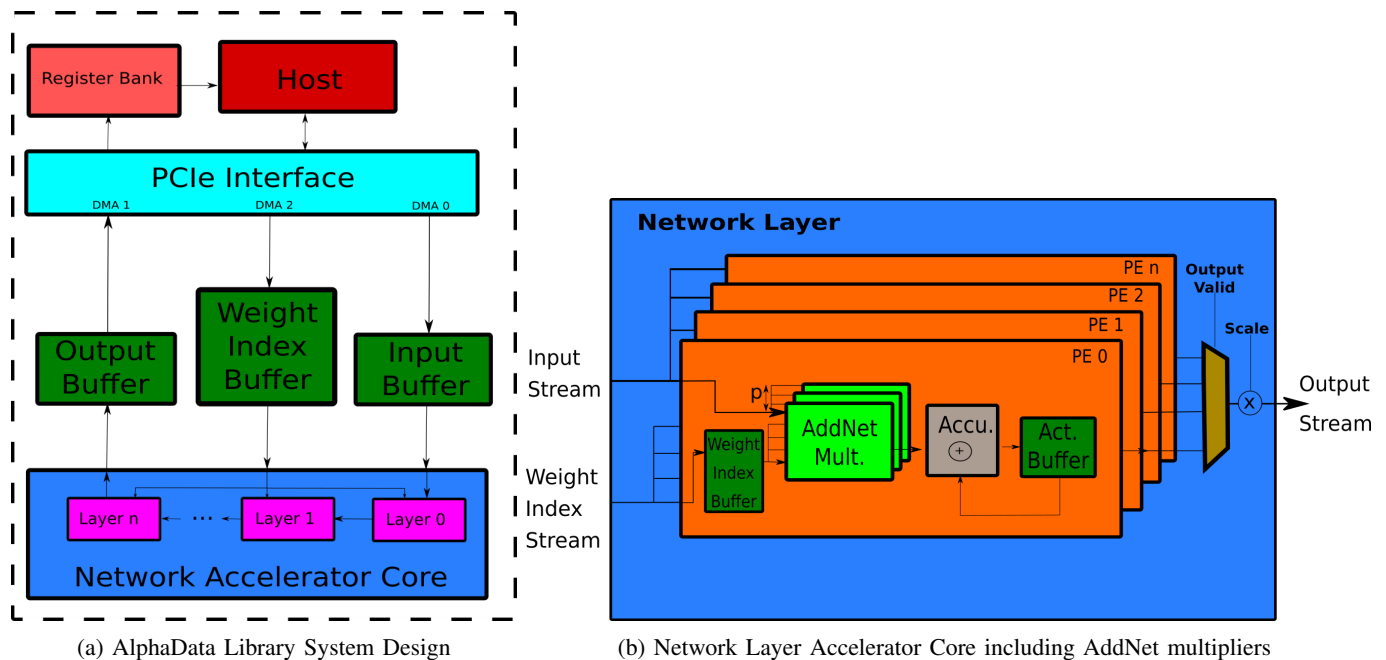 Register Bank
Host
PCIe Interface
DMA 1
DMA 2
DMA 0
Output
Buffer
Weight
Index
Buffer
Input
Buffer
Layer n
...
Layer 1
Layer 0
Network Accelerator Core
(a) AlphaData Library System Design
Network Layer
PE n
PE 2
PE 1
PE 0
Output
Valid
Scale
Input
Stream
Weight
Index
Stream
p
Weight
Index
Buffer
AddNet
Mult.
Accu.
+
Act.
Buffer
X
Output
Stream
(b) Network Layer Accelerator Core including AddNet multipliers